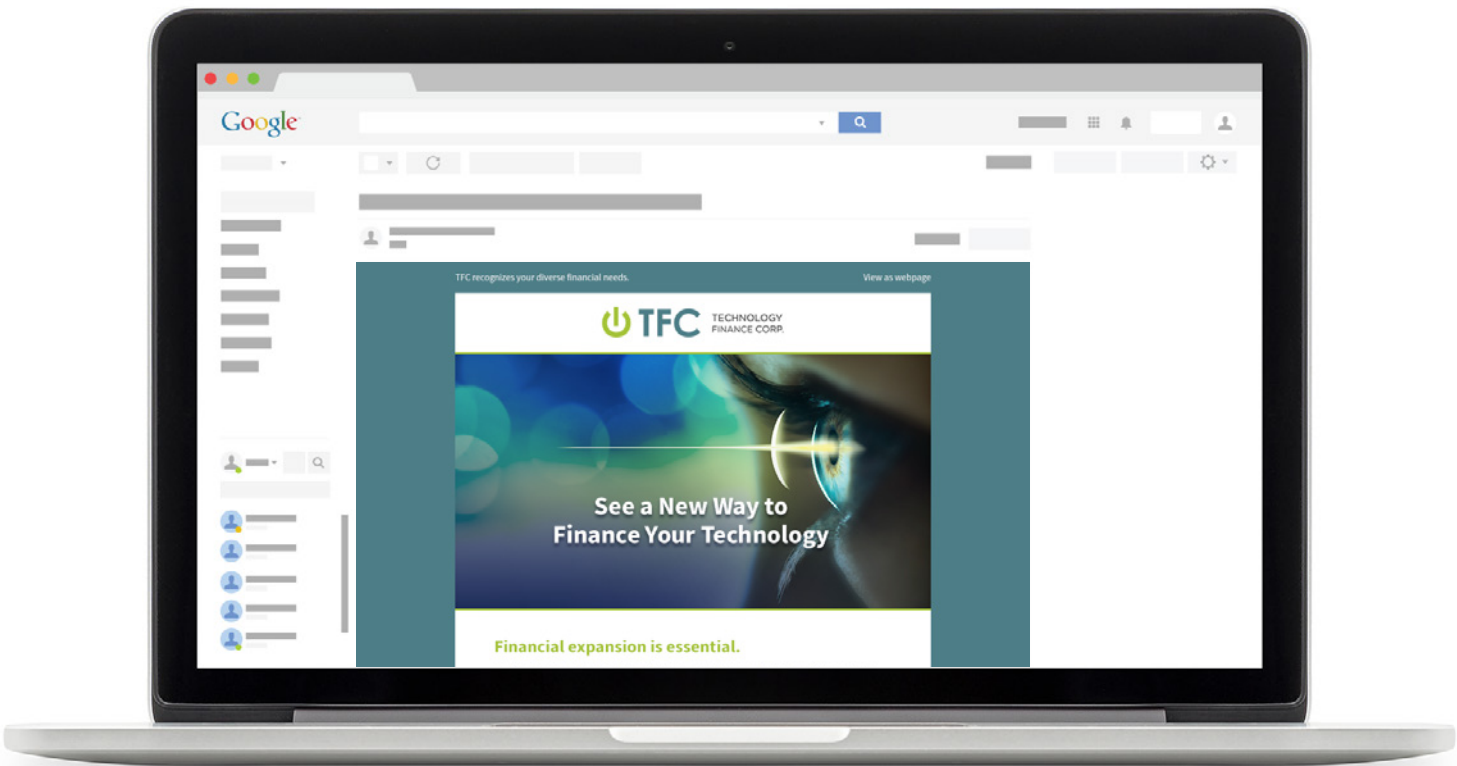 Google
TFC recognizes your diverse financial needs.
View as webpage
TFC TECHNOLOGY
FINANCE CORP.
See a New Way to
Finance Your Technology
Financial expansion is essential.